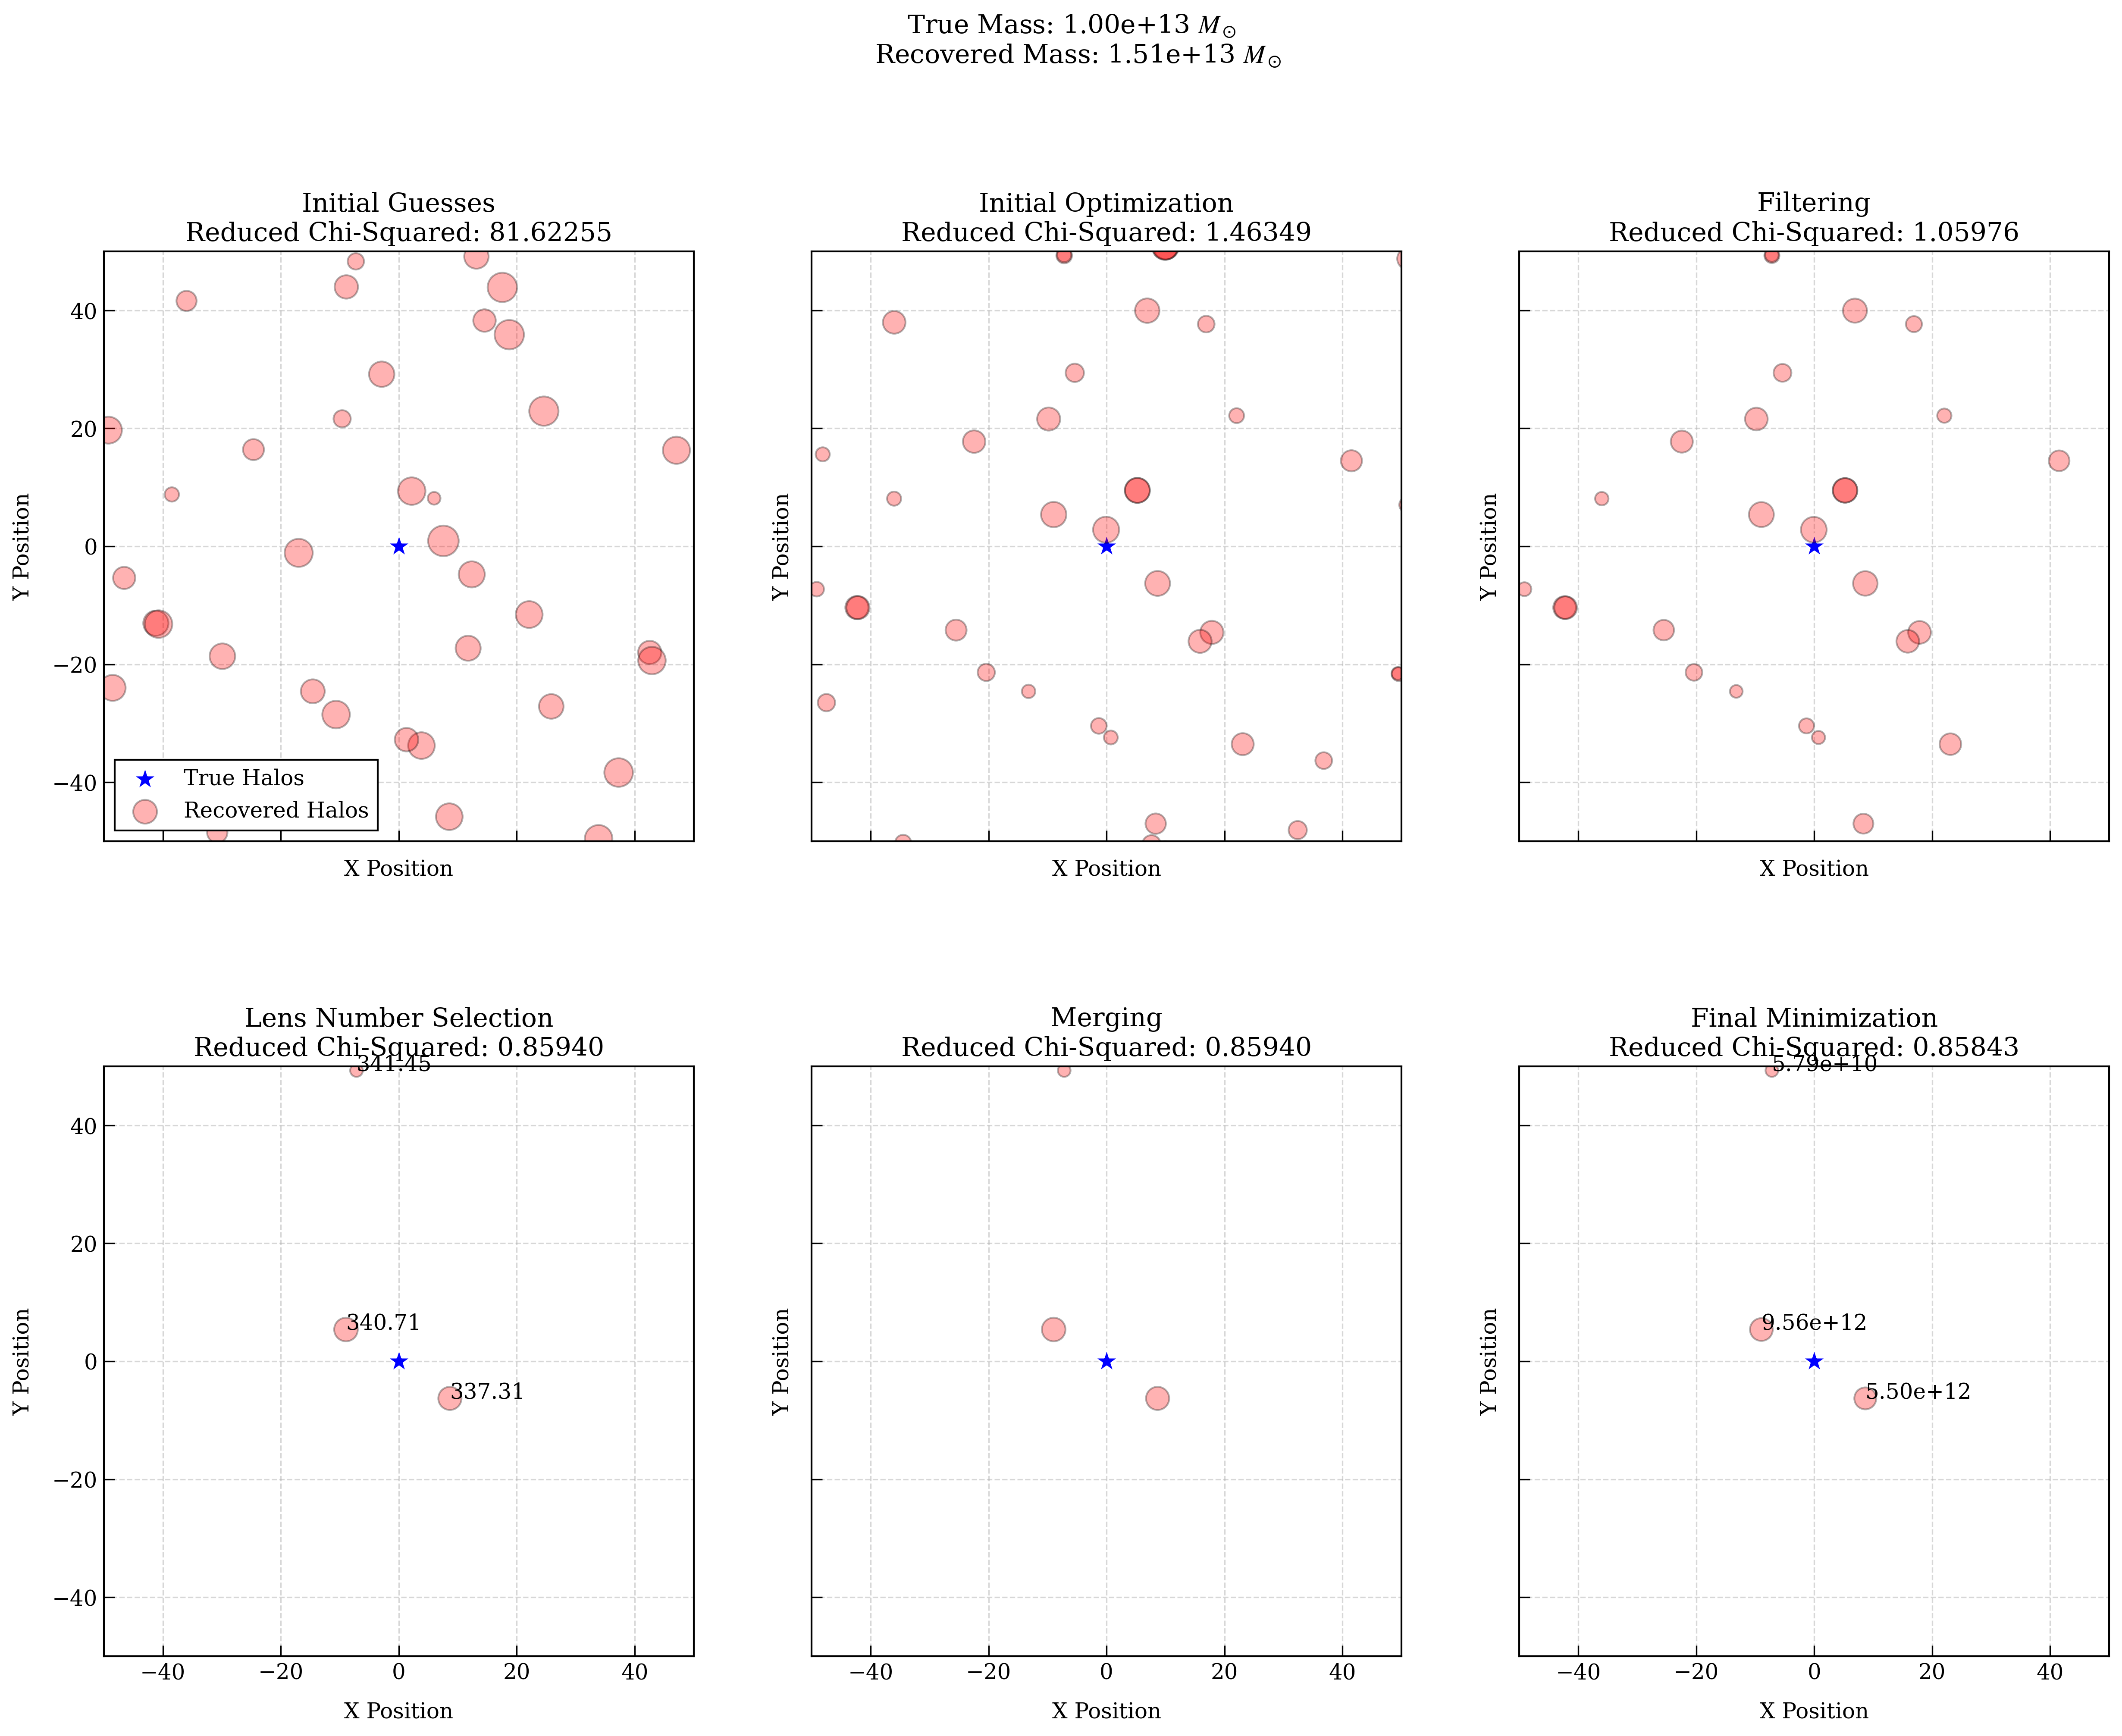 True Mass: 1.00e+13 M☉
Recovered Mass: 1.51e+13 M☉
Initial Guesses
Reduced Chi-Squared: 81.62255
Y Position
40
20
0
−20
−40
True Halos
Recovered Halos
X Position
Initial Optimization
Reduced Chi-Squared: 1.46349
Y Position
X Position
Filtering
Reduced Chi-Squared: 1.05976
Y Position
X Position
Lens Number Selection
Reduced Chi-Squared: 0.85940
341.45
340.71
337.31
Y Position
40
20
0
−20
−40
−40 −20 0 20 40
X Position
Merging
Reduced Chi-Squared: 0.85940
Y Position
−40 −20 0 20 40
X Position
Final Minimization
Reduced Chi-Squared: 0.85843
5.79e+10
9.56e+12
5.50e+12
Y Position
−40 −20 0 20 40
X Position